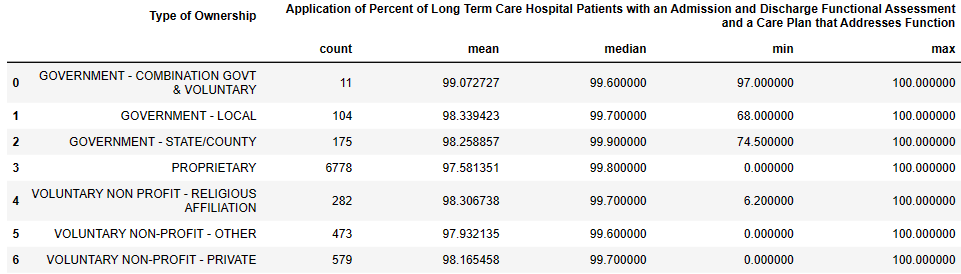 Type of Ownership Application of Percent of Long Term Care Hospital Patients with an Admission and Discharge Functional Assessment
and a Care Plan that Addresses Function
count mean median min max
0 GOVERNMENT - COMBINATION GOVT
& VOLUNTARY 11 99.072727 99.600000 97.000000 100.000000
1 GOVERNMENT - LOCAL 104 98.339423 99.700000 68.000000 100.000000
2 GOVERNMENT - STATE/COUNTY 175 98.258857 99.900000 74.500000 100.000000
3 PROPRIETARY 6778 97.581351 99.800000 0.000000 100.000000
4 VOLUNTARY NON PROFIT - RELIGIOUS
AFFILIATION 282 98.306738 99.700000 6.200000 100.000000
5 VOLUNTARY NON-PROFIT - OTHER 473 97.932135 99.600000 0.000000 100.000000
6 VOLUNTARY NON-PROFIT - PRIVATE 579 98.165458 99.700000 0.000000 100.000000